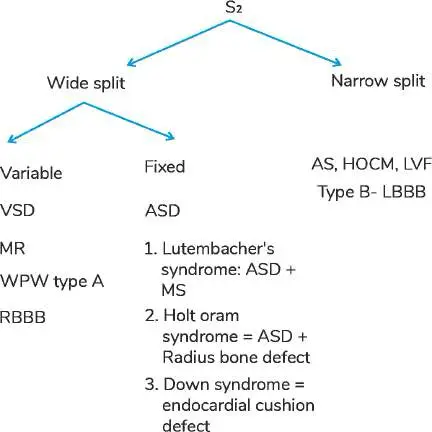 S₂
Wide split
Narrow split
Variable
VSD
MR
WPW type A
RBBB
Fixed
ASD
1. Lutembacher's
syndrome: ASD +
MS
2. Holt oram
syndrome = ASD +
Radius bone defect
3. Down syndrome =
endocardial cushion
defect
AS, HOCM, LVF
Type B- LBBB